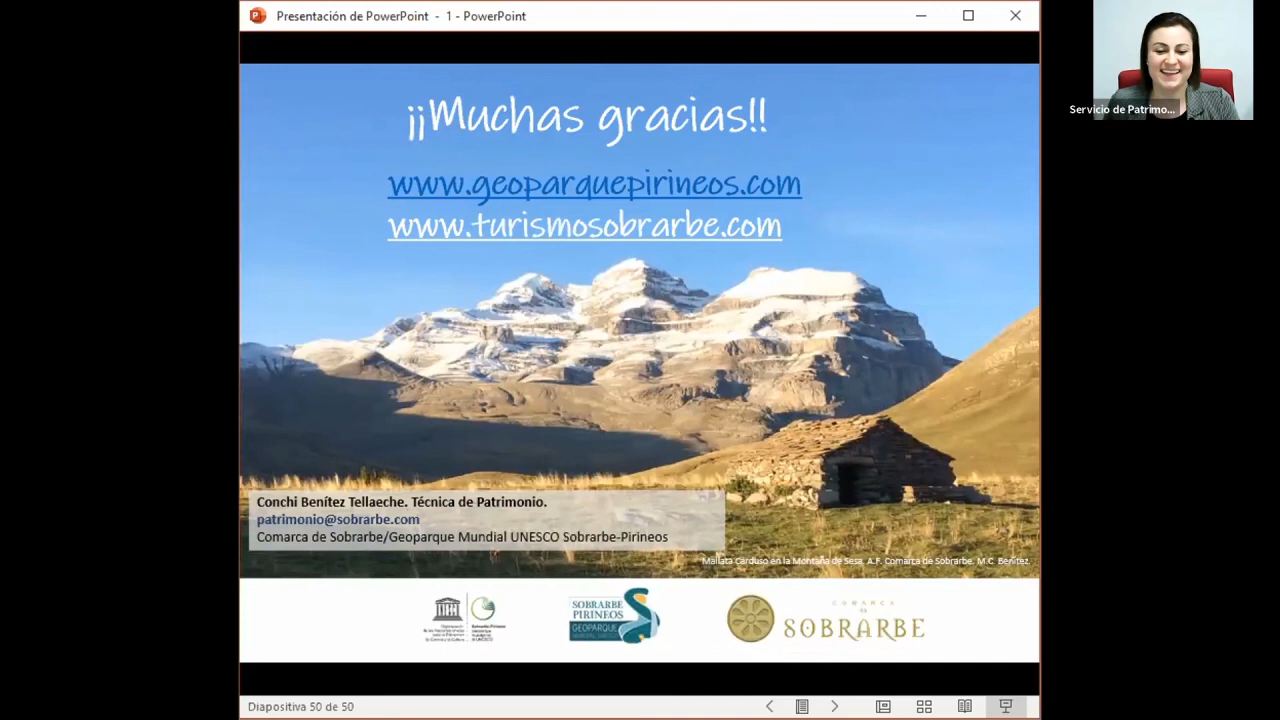 Presentación de PowerPoint - 1 - PowerPoint
Servicio de Patrimo...
¡¡Muchas gracias!!
www.geoparquepirineos.com
www.turismosobrarbe.com
Conchi Benítez Tellaeche. Técnica de Patrimonio.
patrimonio@sobrarbe.com
Comarca de Sobrarbe/Geoparque Mundial UNESCO Sobrarbe-Pirineos
Mallata Carduso en la Montaña de Sesa. A.F. Comarca de Sobrarbe. M.C. Benítez.
SOBRARBE
PIRINEOS
GEOPARQUE
MUNDIAL UNESCO
COMARCA
de
SOBRARBE
Diapositiva 50 de 50